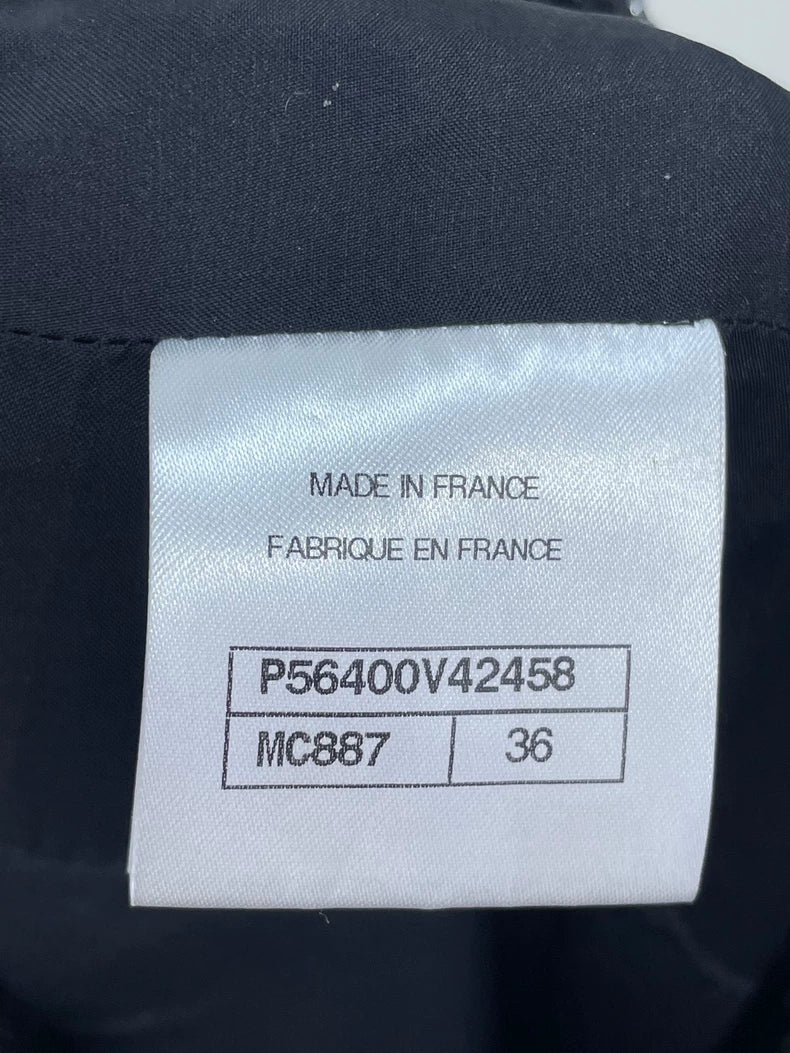 MADE IN FRANCE
FABRIQUE EN FRANCE
P56400V42458
MC887 36